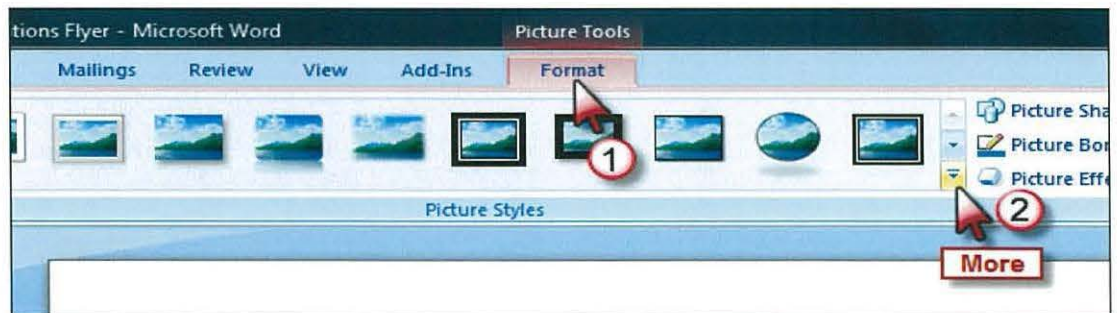 tions Flyer - Microsoft Word Picture Tools
Mailings Review View Add-Ins Format
Picture Sha
1 Picture Bor
Picture Effe
Picture Styles 2
More